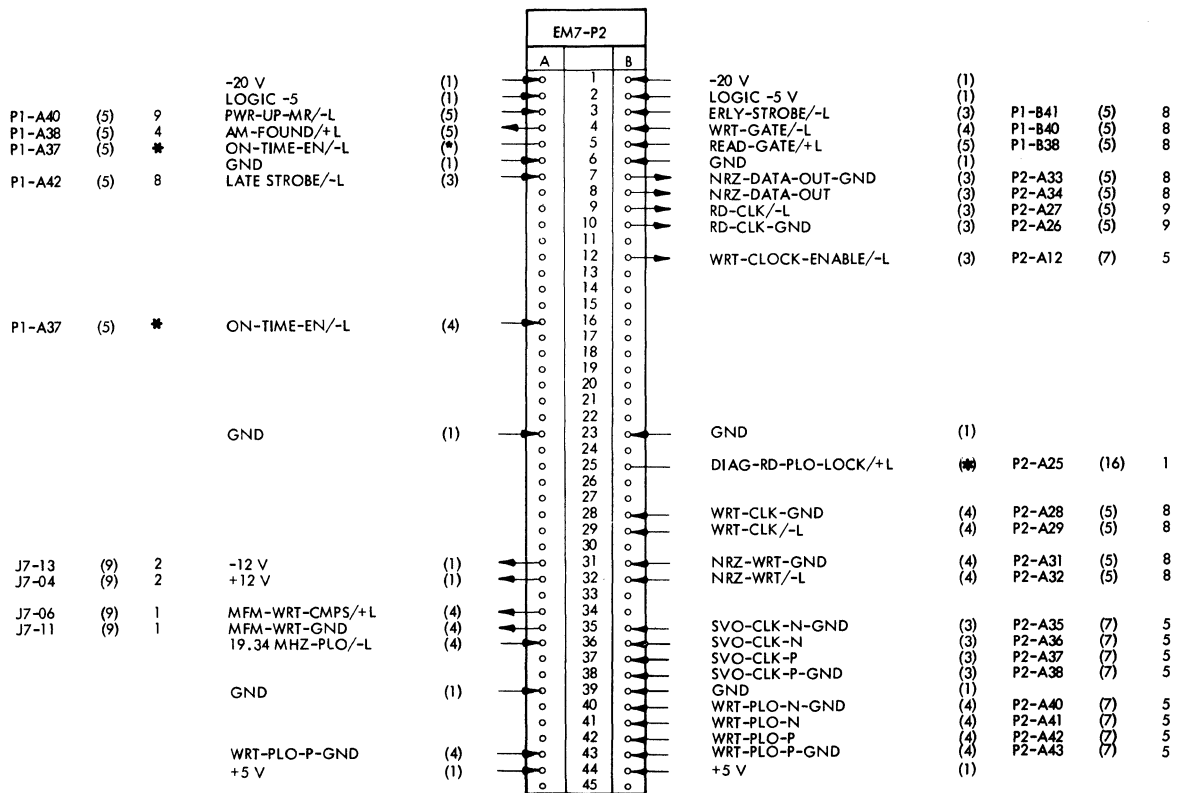 EM7-P2
A B
-20 V (1) 1 -20 V (1)
LOGIC -5 (1) 2 LOGIC -5 V (1)
P1-A40 (5) 9 PWR-UP-MR/-L (5) 3 ERLY-STROBE/-L (3) P1-B41 (5) 8
P1-A38 (5) 4 AM-FOUND/+L (5) 4 WRT-GATE/-L (4) P1-B40 (5) 8
P1-A37 (5) * ON-TIME-EN/-L (*) 5 READ-GATE/+L (5) P1-B38 (5) 8
GND (1) 6 GND (1)
P1-A42 (5) 8 LATE STROBE/-L (3) 7 NRZ-DATA-OUT-GND (3) P2-A33 (5) 8
8 NRZ-DATA-OUT (3) P2-A34 (5) 8
9 RD-CLK/-L (3) P2-A27 (5) 9
10 RD-CLK-GND (3) P2-A26 (5) 9
11
12 WRT-CLOCK-ENABLE/-L (3) P2-A12 (7) 5
13
14
15
P1-A37 (5) * ON-TIME-EN/-L (4) 16
17
18
19
20
21
22
GND (1) 23 GND (1)
24
25 DIAG-RD-PLO-LOCK/+L (*) P2-A25 (16) 1
26
27
28 WRT-CLK-GND (4) P2-A28 (5) 8
29 WRT-CLK/-L (4) P2-A29 (5) 8
30
J7-13 (9) 2 -12 V (1) 31 NRZ-WRT-GND (4) P2-A31 (5) 8
J7-04 (9) 2 +12 V (1) 32 NRZ-WRT/-L (4) P2-A32 (5) 8
33
J7-06 (9) 1 MFM-WRT-CMPS/+L (4) 34
J7-11 (9) 1 MFM-WRT-GND (4) 35 SVO-CLK-N-GND (3) P2-A35 (7) 5
19.34 MHZ-PLO/-L (4) 36 SVO-CLK-N (3) P2-A36 (7) 5
37 SVO-CLK-P (3) P2-A37 (7) 5
38 SVO-CLK-P-GND (3) P2-A38 (7) 5
GND (1) 39 GND (1)
40 WRT-PLO-N-GND (4) P2-A40 (7) 5
41 WRT-PLO-N (4) P2-A41 (7) 5
42 WRT-PLO-P (4) P2-A42 (7) 5
WRT-PLO-P-GND (4) 43 WRT-PLO-P-GND (4) P2-A43 (7) 5
+5 V (1) 44 +5 V (1)
45